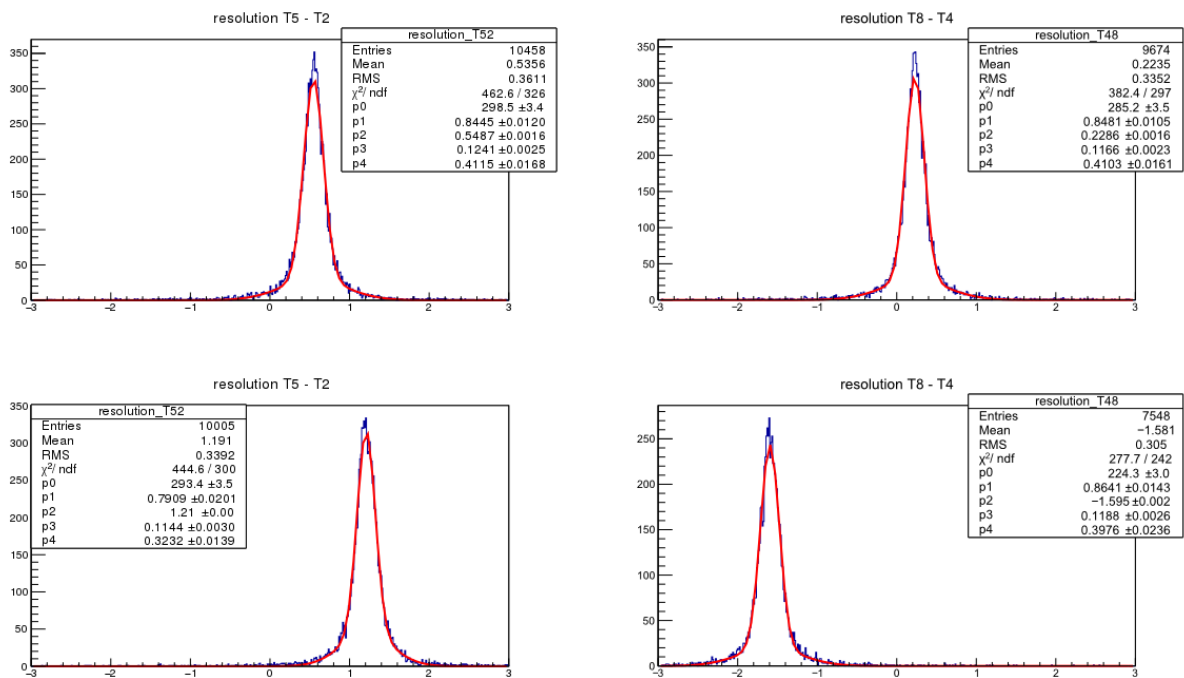 resolution T5 - T2
resolution_T52
Entries 10458
Mean 0.5356
RMS 0.3611
χ²/ ndf 462.6 / 326
p0 298.5 ±3.4
p1 0.8445 ±0.0120
p2 0.5487 ±0.0016
p3 0.1241 ±0.0025
p4 0.4115 ±0.0168
350
300
250
200
150
100
50
0
−3 −2 −1 0 1 2 3
resolution T8 - T4
resolution_T48
Entries 9674
Mean 0.2235
RMS 0.3352
χ²/ ndf 382.4 / 297
p0 285.2 ±3.5
p1 0.8481 ±0.0105
p2 0.2286 ±0.0016
p3 0.1166 ±0.0023
p4 0.4103 ±0.0161
350
300
250
200
150
100
50
0
−3 −2 −1 0 1 2 3
resolution T5 - T2
resolution_T52
Entries 10005
Mean 1.191
RMS 0.3392
χ²/ ndf 444.6 / 300
p0 293.4 ±3.5
p1 0.7909 ±0.0201
p2 1.21 ±0.00
p3 0.1144 ±0.0030
p4 0.3232 ±0.0139
350
300
250
200
150
100
50
0
−3 −2 −1 0 1 2 3
resolution T8 - T4
resolution_T48
Entries 7548
Mean −1.581
RMS 0.305
χ²/ ndf 277.7 / 242
p0 224.3 ±3.0
p1 0.8641 ±0.0143
p2 −1.595 ±0.002
p3 0.1188 ±0.0026
p4 0.3976 ±0.0236
250
200
150
100
50
0
−3 −2 −1 0 1 2 3